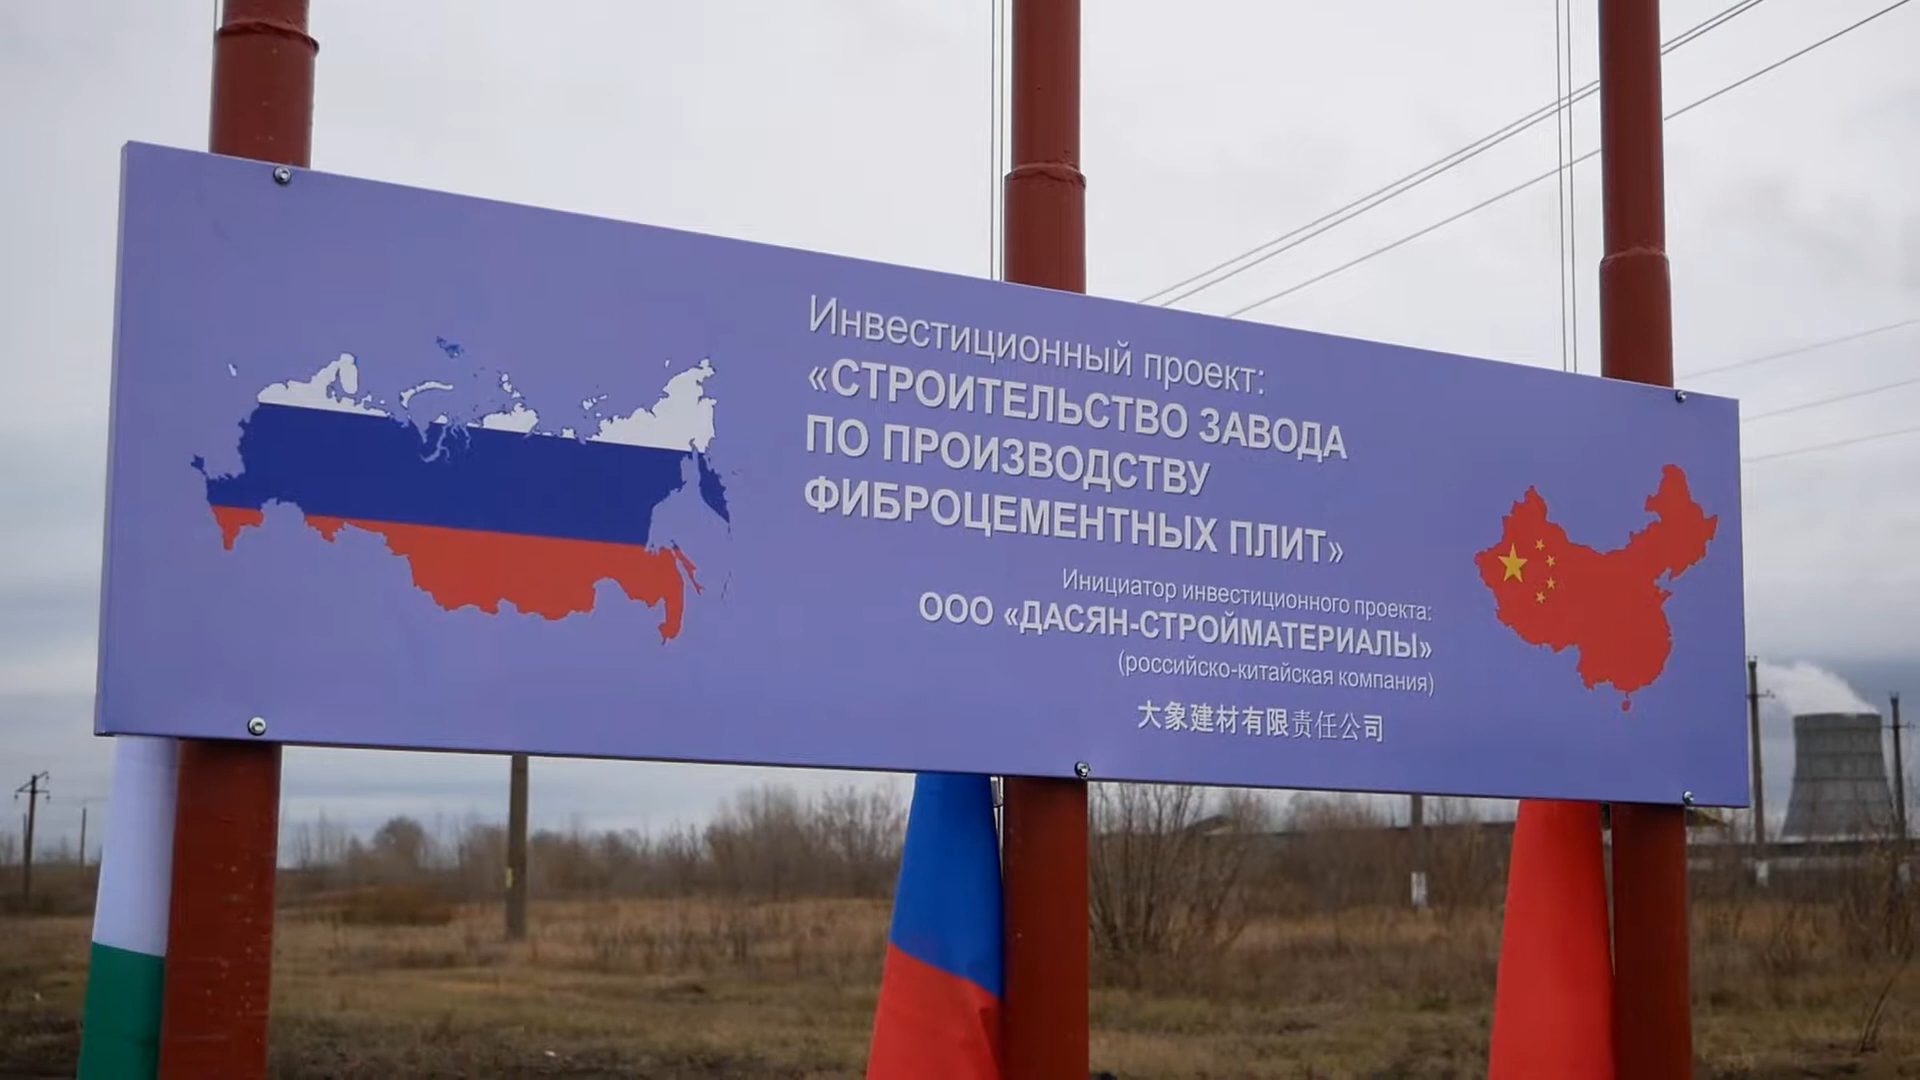 Инвестиционный проект:
«СТРОИТЕЛЬСТВО ЗАВОДА
ПО ПРОИЗВОДСТВУ
ФИБРОЦЕМЕНТНЫХ ПЛИТ»
Инициатор инвестиционного проекта:
ООО «ДАСЯН-СТРОЙМАТЕРИАЛЫ»
(российско-китайская компания)
大象建材有限责任公司